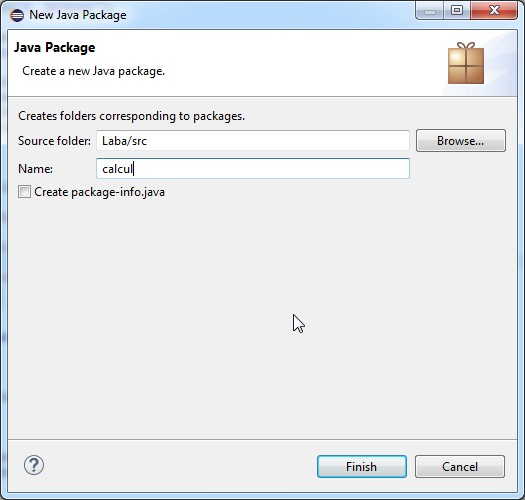 New Java Package
Java Package
Create a new Java package.
Creates folders corresponding to packages.
Source folder: Laba/src Browse...
Name: calcul
Create package-info.java
? Finish Cancel